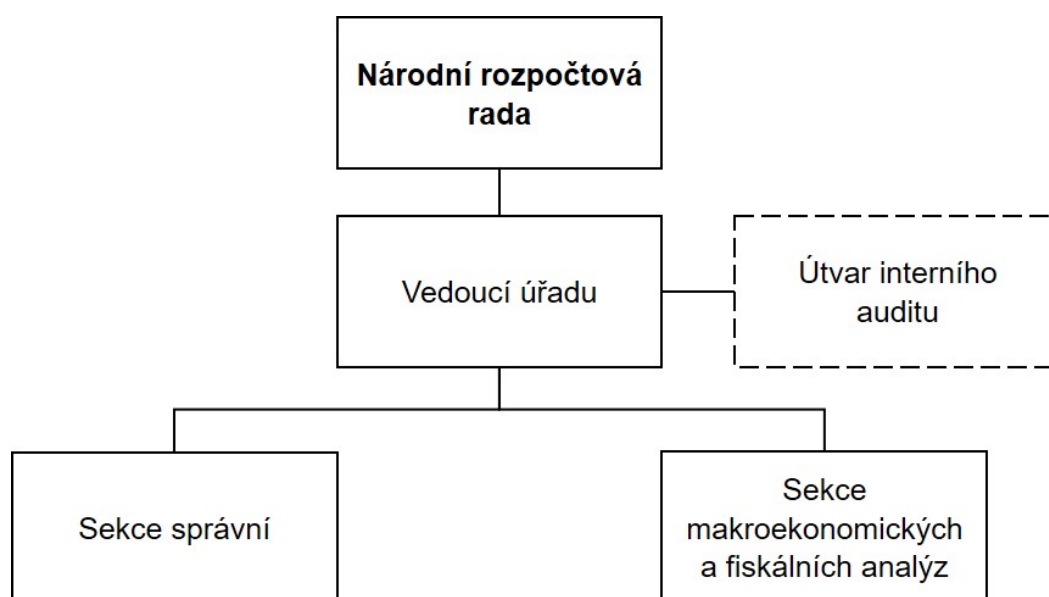 Národní rozpočtová
rada
Vedoucí úřadu
Útvar interního
auditu
Sekce správní
Sekce
makroekonomických
a fiskálních analýz